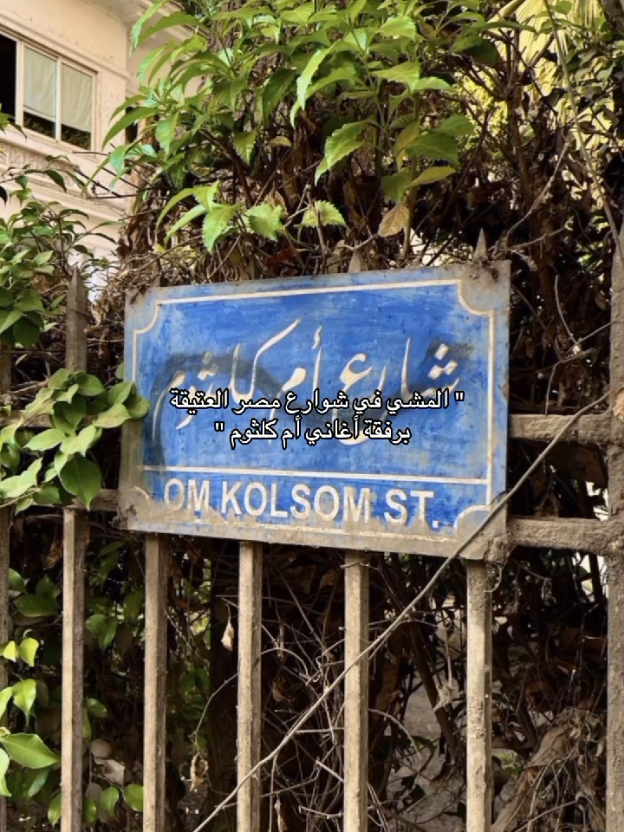 شارع أم كلثوم
" المشي في شوارع مصر العتيقة
برفقة أغاني أم كلثوم "
OM KOLSOM ST.